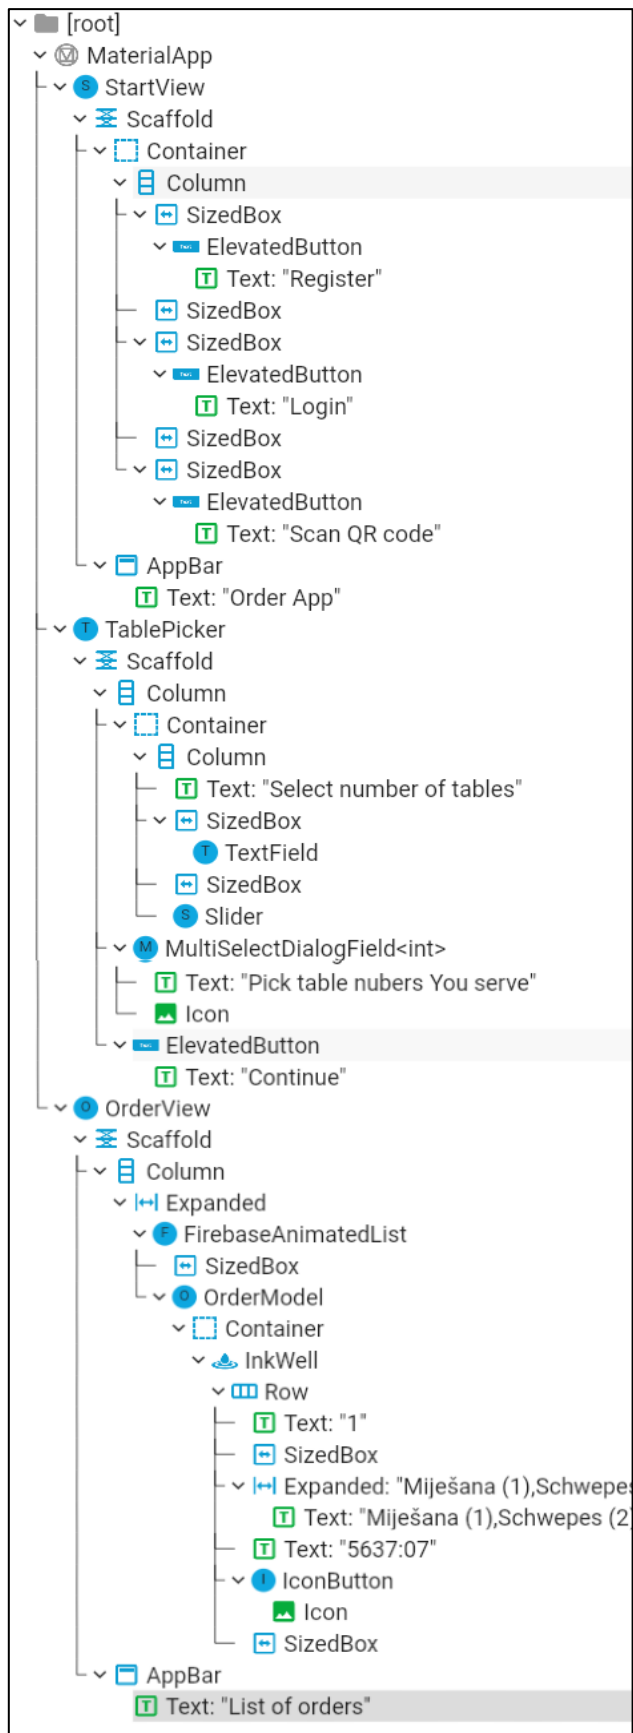 [root]
MaterialApp
StartView
Scaffold
Container
Column
SizedBox
ElevatedButton
Text: "Register"
SizedBox
SizedBox
ElevatedButton
Text: "Login"
SizedBox
SizedBox
ElevatedButton
Text: "Scan QR code"
AppBar
Text: "Order App"
TablePicker
Scaffold
Column
Container
Column
Text: "Select number of tables"
SizedBox
TextField
SizedBox
Slider
MultiSelectDialogField<int>
Text: "Pick table nubers You serve"
Icon
ElevatedButton
Text: "Continue"
OrderView
Scaffold
Column
Expanded
FirebaseAnimatedList
SizedBox
OrderModel
Container
InkWell
Row
Text: "1"
SizedBox
Expanded: "Miješana (1),Schwepes
Text: "Miješana (1),Schwepes (2)
Text: "5637:07"
IconButton
Icon
SizedBox
AppBar
Text: "List of orders"